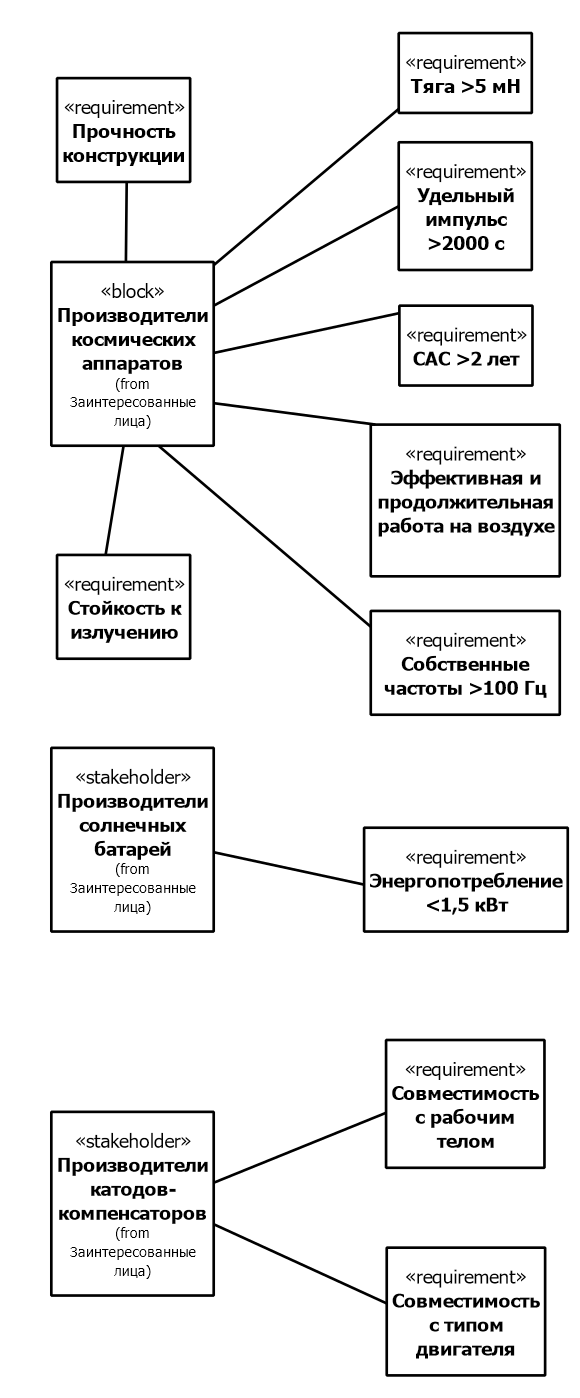 «requirement»
Тяга >5 мН
«requirement»
Прочность
конструкции
«requirement»
Удельный
импульс
>2000 с
«block»
Производители
космических
аппаратов
(from
Заинтересованные
лица)
«requirement»
САС >2 лет
«requirement»
Эффективная и
продолжительная
работа на воздухе
«requirement»
Стойкость к
излучению
«requirement»
Собственные
частоты >100 Гц
«stakeholder»
Производители
солнечных
батарей
(from
Заинтересованные
лица)
«requirement»
Энергопотребление
<1,5 кВт
«requirement»
Совместимость
с рабочим
телом
«stakeholder»
Производители
катодов-
компенсаторов
(from
Заинтересованные
лица)
«requirement»
Совместимость
с типом
двигателя